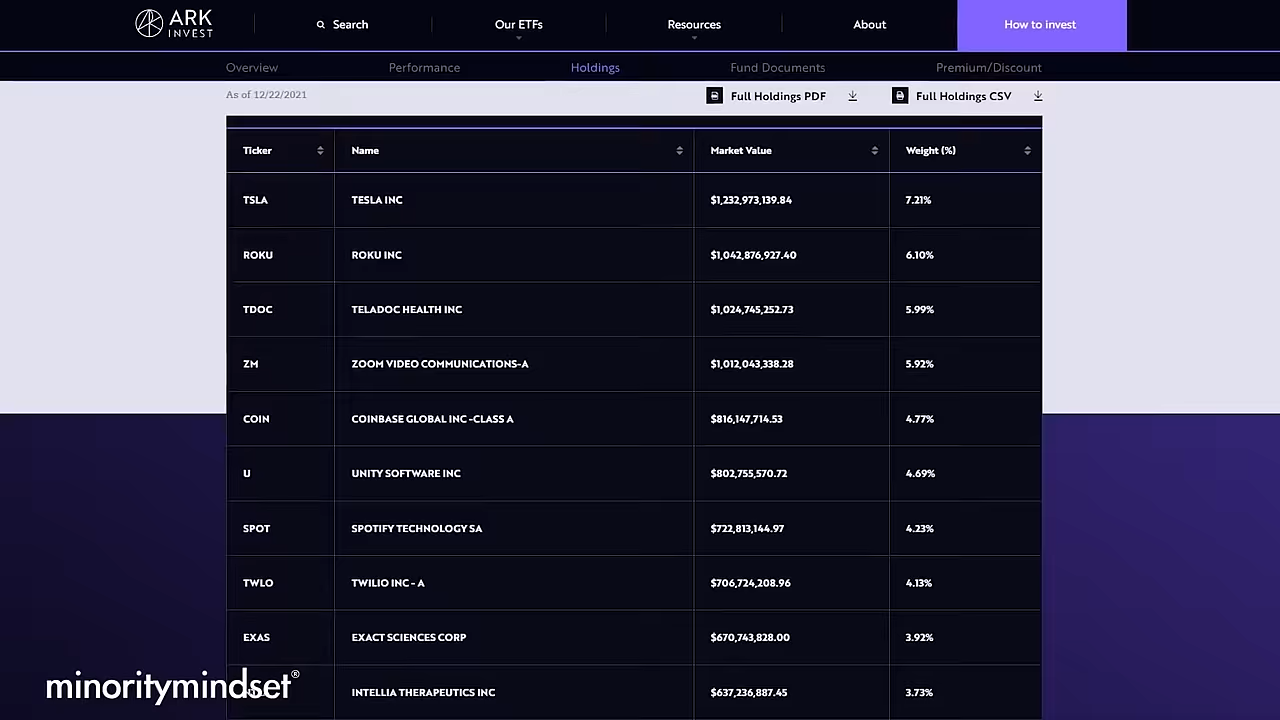 ARK INVEST
Search
Our ETFs
Resources
About
How to invest
Overview
Performance
Holdings
Fund Documents
Premium/Discount
As of 12/22/2021
Full Holdings PDF
Full Holdings CSV
Ticker Name Market Value Weight (%)
TSLA TESLA INC $1,232,973,139.84 7.21%
ROKU ROKU INC $1,042,876,927.40 6.10%
TDOC TELADOC HEALTH INC $1,024,745,252.73 5.99%
ZM ZOOM VIDEO COMMUNICATIONS-A $1,012,043,338.28 5.92%
COIN COINBASE GLOBAL INC -CLASS A $816,147,714.53 4.77%
U UNITY SOFTWARE INC $802,755,570.72 4.69%
SPOT SPOTIFY TECHNOLOGY SA $722,813,144.97 4.23%
TWLO TWILIO INC - A $706,724,208.96 4.13%
EXAS EXACT SCIENCES CORP $670,743,828.00 3.92%
INTELLIA THERAPEUTICS INC $637,236,887.45 3.73%
minoritymindset®